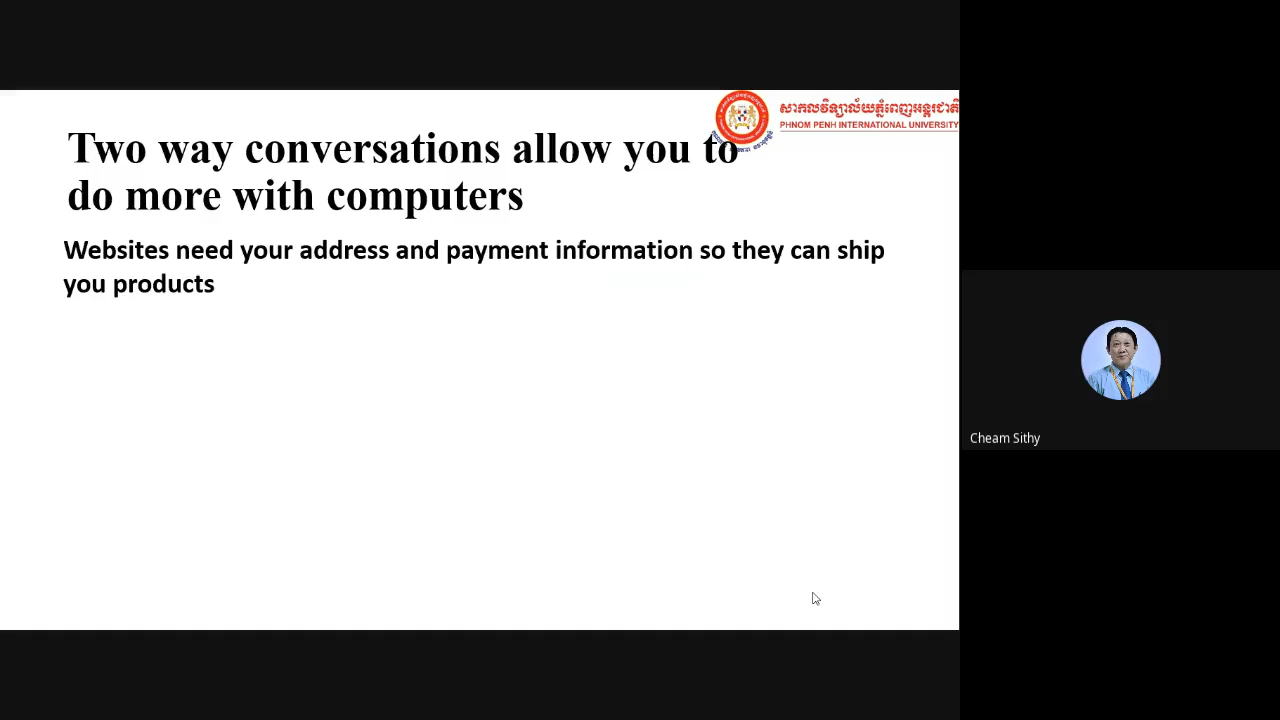 សាកលវិទ្យាល័យភ្នំពេញអន្តរជាតិ
PHNOM PENH INTERNATIONAL UNIVERSITY
Two way conversations allow you to
do more with computers
Websites need your address and payment information so they can ship
you products
Cheam Sithy